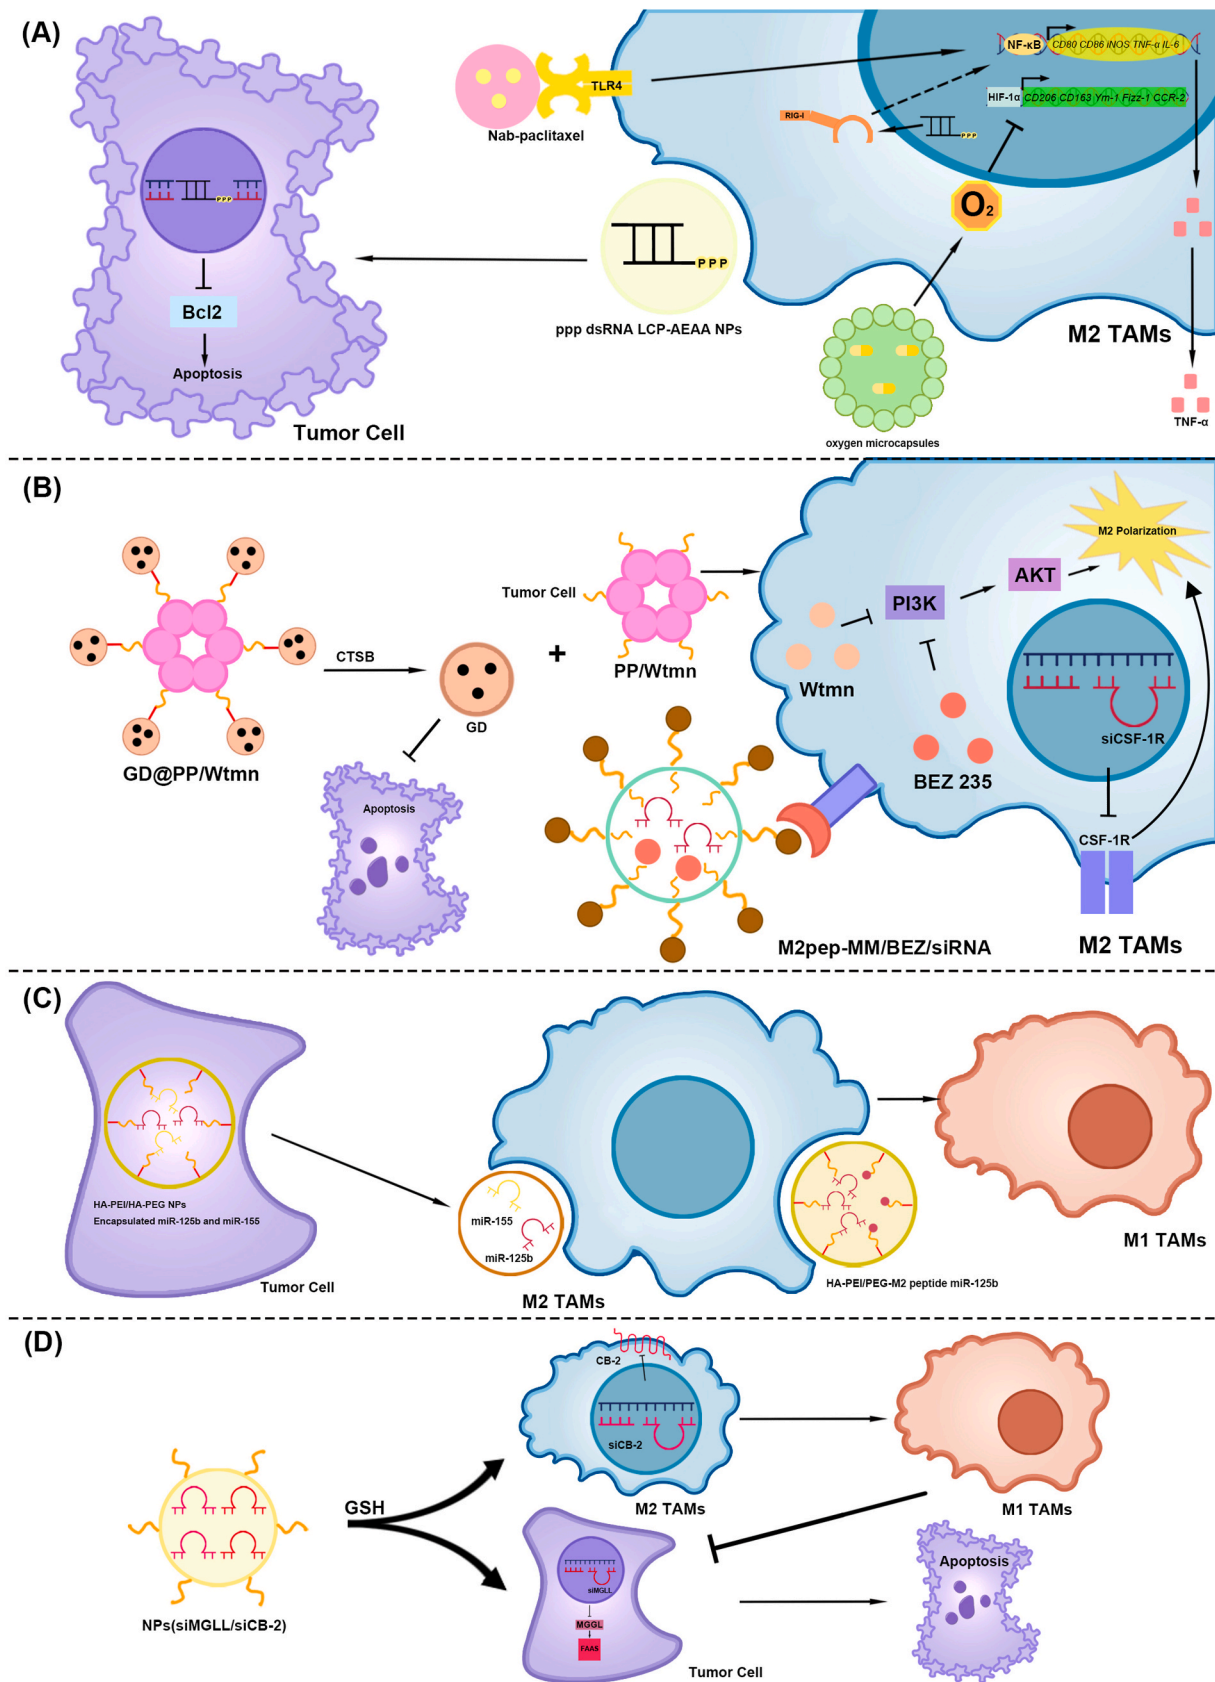 (A)
TLR4
Nab-paclitaxel
NF-κB
CD80 CD86 iNOS TNF-α IL-6
HIF-1α
CD206 CD163 Ym-1 Fizz-1 CCR-2
RIG-I
PPP
O2
PPP
PPP
Bcl2
Apoptosis
Tumor Cell
ppp dsRNA LCP-AEAA NPs
oxygen microcapsules
M2 TAMs
TNF-α
(B)
M2 Polarization
AKT
PI3K
Tumor Cell
CTSB
+
PP/Wtmn
Wtmn
GD
GD@PP/Wtmn
siCSF-1R
BEZ 235
Apoptosis
CSF-1R
M2pep-MM/BEZ/siRNA
M2 TAMs
(C)
HA-PEI/HA-PEG NPs
Encapsulated miR-125b and miR-155
Tumor Cell
miR-155
miR-125b
M2 TAMs
HA-PEI/PEG-M2 peptide miR-125b
M1 TAMs
(D)
CB-2
siCB-2
M2 TAMs
M1 TAMs
GSH
NPs(siMGLL/siCB-2)
siMGLL
MGGL
FAAS
Tumor Cell
Apoptosis